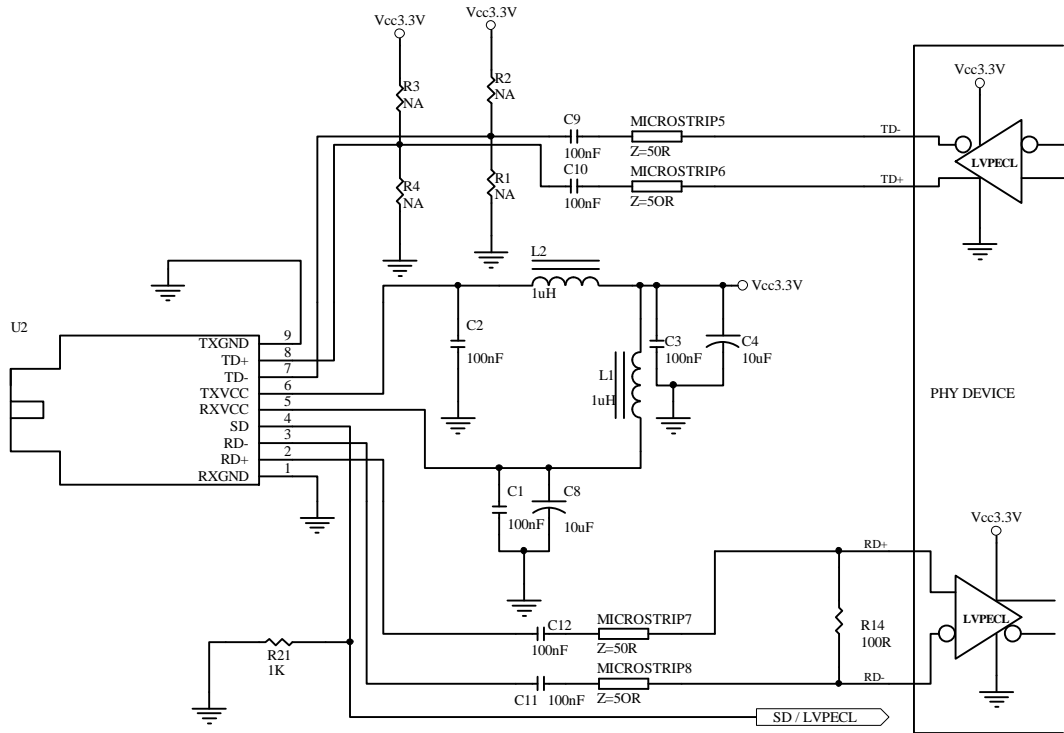 Vcc3.3V
Vcc3.3V
R3
NA
R2
NA
Vcc3.3V
C9
100nF
MICROSTRIP5
Z=50R
TD-
LVPECL
C10
100nF
MICROSTRIP6
Z=5OR
TD+
R4
NA
R1
NA
L2
1uH
Vcc3.3V
C2
100nF
C3
100nF
C4
10uF
L1
1uH
PHY DEVICE
U2
TXGND 9
TD+ 8
TD- 7
TXVCC 6
RXVCC 5
SD 4
RD- 3
RD+ 2
RXGND 1
C1
100nF
C8
10uF
Vcc3.3V
RD+
LVPECL
R14
100R
RD-
C12
100nF
MICROSTRIP7
Z=50R
R21
1K
C11 100nF
MICROSTRIP8
Z=5OR
SD / LVPECL